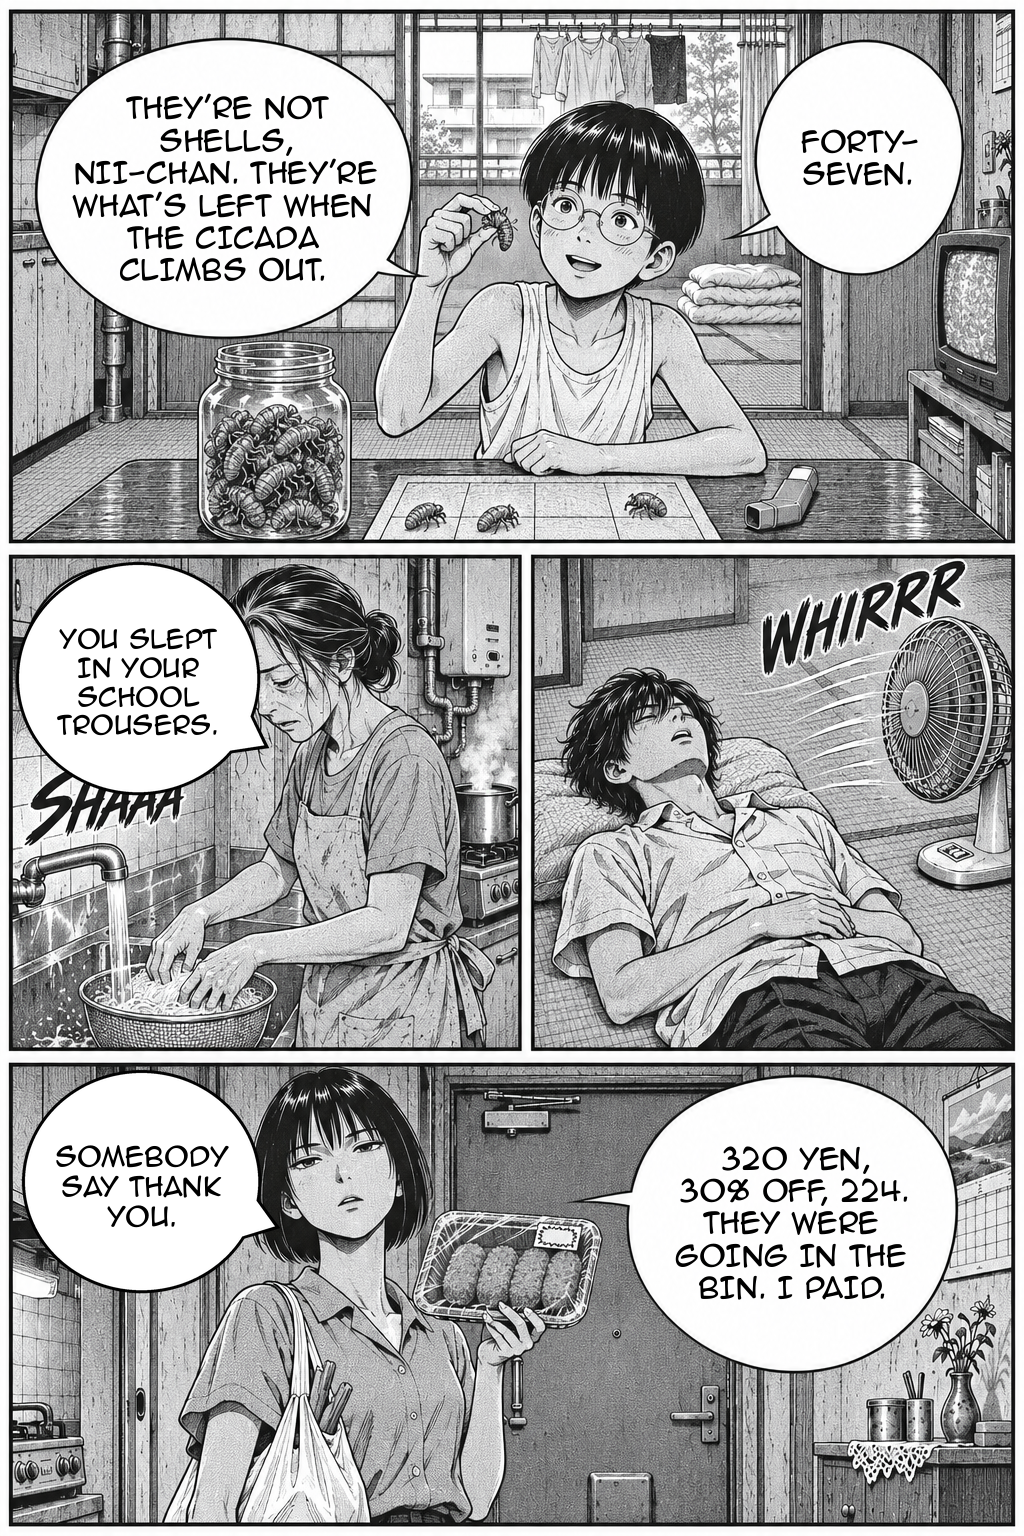 THEY'RE NOT
SHELLS,
NII-CHAN. THEY'RE
WHAT'S LEFT WHEN
THE CICADA
CLIMBS OUT.
FORTY-
SEVEN.
YOU SLEPT
IN YOUR
SCHOOL
TROUSERS.
SHAAA
WHIRRR
SOMEBODY
SAY THANK
YOU.
320 YEN,
30% OFF, 224.
THEY WERE
GOING IN THE
BIN. I PAID.